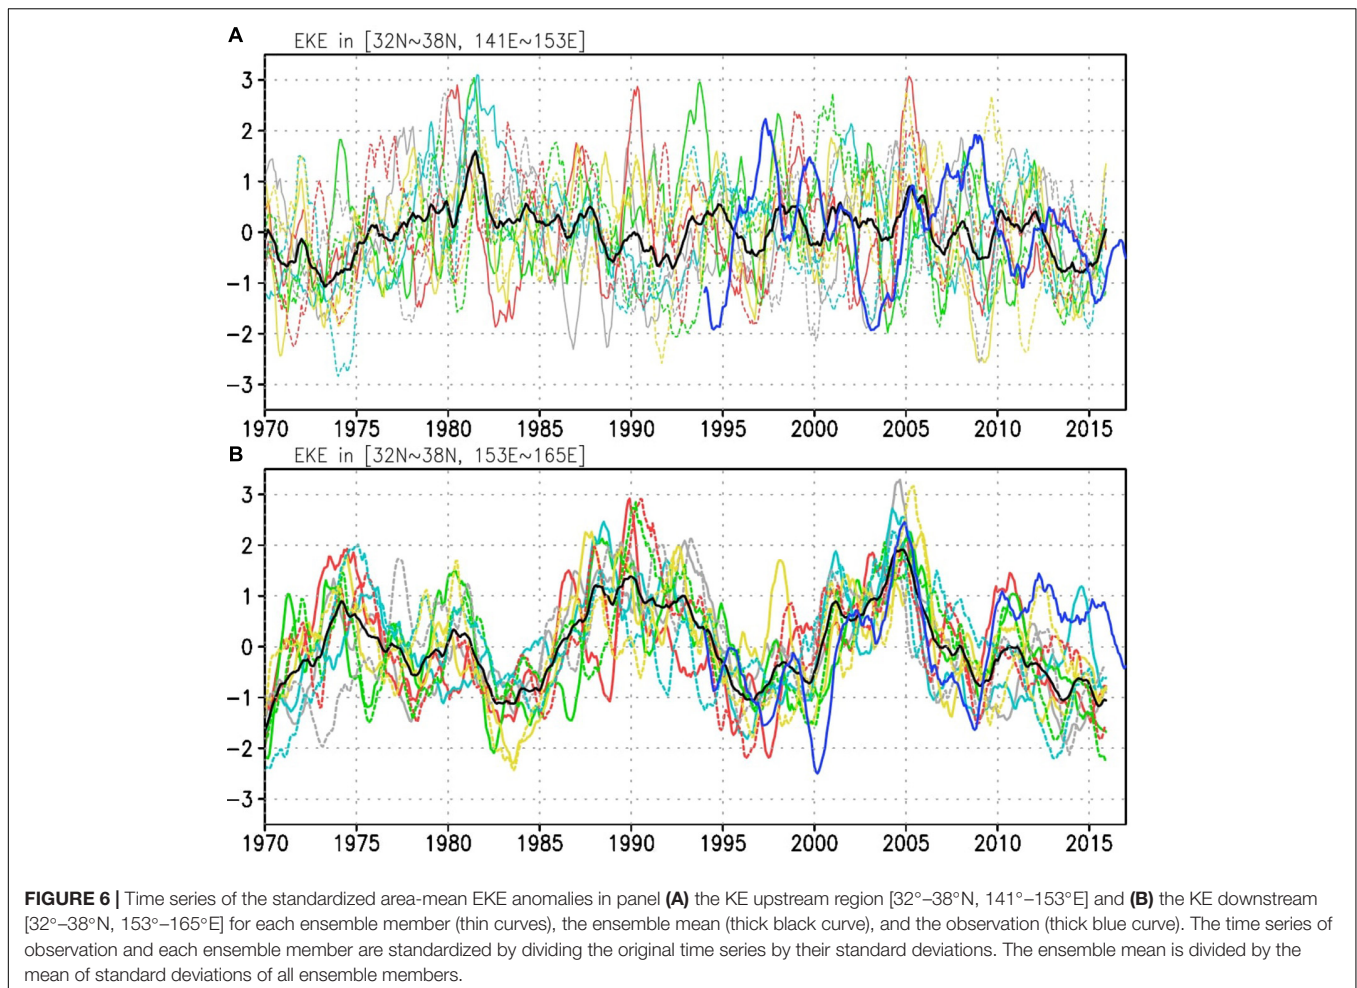 A
EKE in [32N~38N, 141E~153E]
3
2
1
0
−1
−2
−3
1970 1975 1980 1985 1990 1995 2000 2005 2010 2015
B
EKE in [32N~38N, 153E~165E]
3
2
1
0
−1
−2
−3
1970 1975 1980 1985 1990 1995 2000 2005 2010 2015
FIGURE 6 | Time series of the standardized area-mean EKE anomalies in panel (A) the KE upstream region [32°–38°N, 141°–153°E] and (B) the KE downstream
[32°–38°N, 153°–165°E] for each ensemble member (thin curves), the ensemble mean (thick black curve), and the observation (thick blue curve). The time series of
observation and each ensemble member are standardized by dividing the original time series by their standard deviations. The ensemble mean is divided by the
mean of standard deviations of all ensemble members.